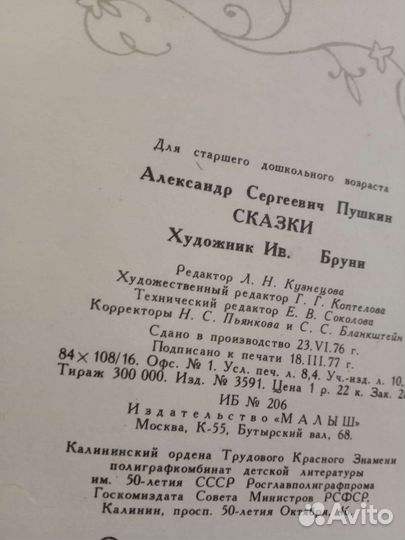 Для старшего дошкольного возраста
Александр Сергеевич Пушкин
СКАЗКИ
Художник Ив. Бруни
Редактор Л. Н. Кузнецова
Художественный редактор Г. Г. Коптелова
Технический редактор Е. В. Соколова
Корректоры Н. С. Пьянкова и С. С. Бланкштейн
Сдано в производство 23.VI.76 г.
Подписано к печати 18.III.77 г.
84 × 108/16. Офс. № 1. Усл. печ. л. 8,4. Уч.-изд. л. 10,
Тираж 300 000. Изд. № 3591. Цена 1 р. 22 к. Зак. 28
ИБ № 206
Издательство «МАЛЫШ»
Москва, К-55, Бутырский вал, 68.
Калининский ордена Трудового Красного Знамени
полиграфкомбинат детской литературы
им. 50-летия СССР Росглавполиграфпрома
Госкомиздата Совета Министров РСФСР.
Калинин, просп. 50-летия Октября,
Avito